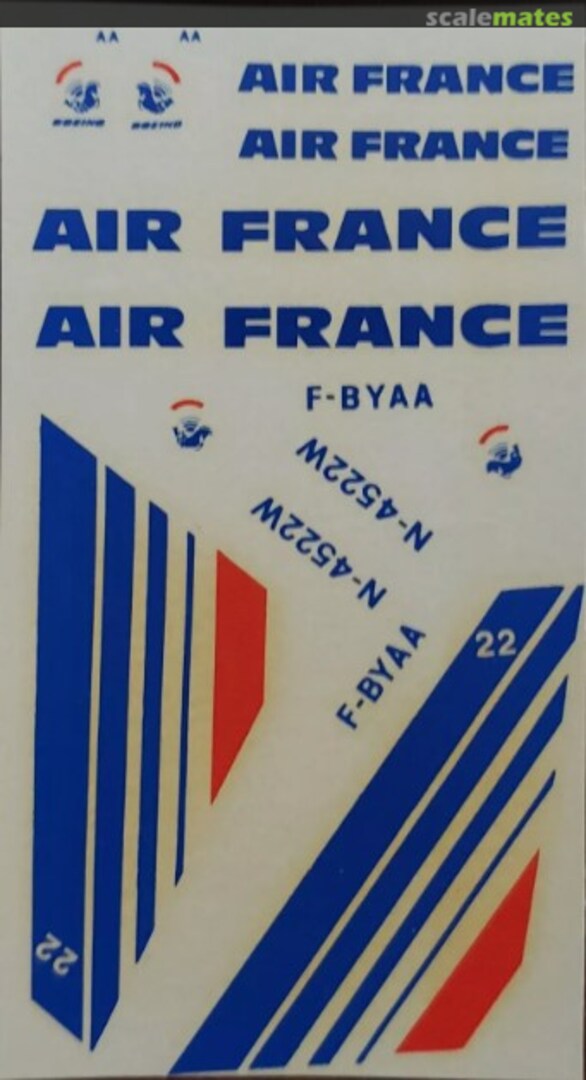 scalemates
AA AA
BOEING BOEING
AIR FRANCE
AIR FRANCE
AIR FRANCE
AIR FRANCE
F-BYAA
N-4522W
N-4522W
F-BYAA
22
22